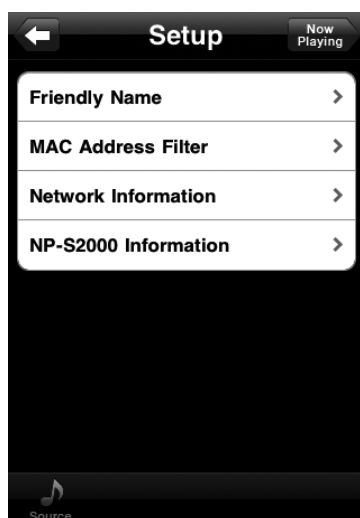 Setup
Now
Playing
Friendly Name
MAC Address Filter
Network Information
NP-S2000 Information
Source